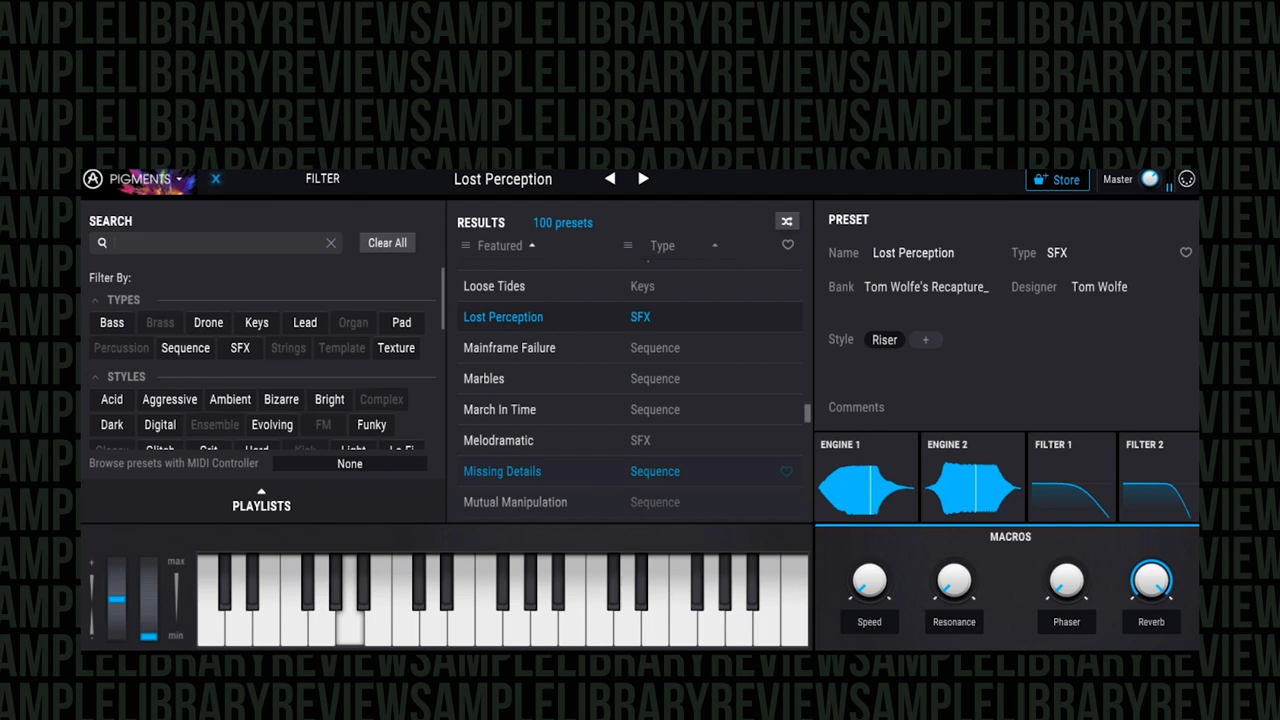 AMPLELIBRARYREVIEWSAMPLELIBRARYREVIEWSAMPLELIBRARYREVIEW
PIGMENTS X FILTER Lost Perception Store Master
SEARCH
Clear All
Filter By:
TYPES
Bass Brass Drone Keys Lead Organ Pad
Percussion Sequence SFX Strings Template Texture
STYLES
Acid Aggressive Ambient Bizarre Bright Complex
Dark Digital Ensemble Evolving FM Funky
Glitch Hard Light
Browse presets with MIDI Controller None
PLAYLISTS
RESULTS 100 presets
Featured Type
Loose Tides Keys
Lost Perception SFX
Mainframe Failure Sequence
Marbles Sequence
March In Time Sequence
Melodramatic SFX
Missing Details Sequence
Mutual Manipulation Sequence
PRESET
Name Lost Perception Type SFX
Bank Tom Wolfe's Recapture_ Designer Tom Wolfe
Style Riser +
Comments
ENGINE 1 ENGINE 2 FILTER 1 FILTER 2
MACROS
Speed Resonance Phaser Reverb
max
min